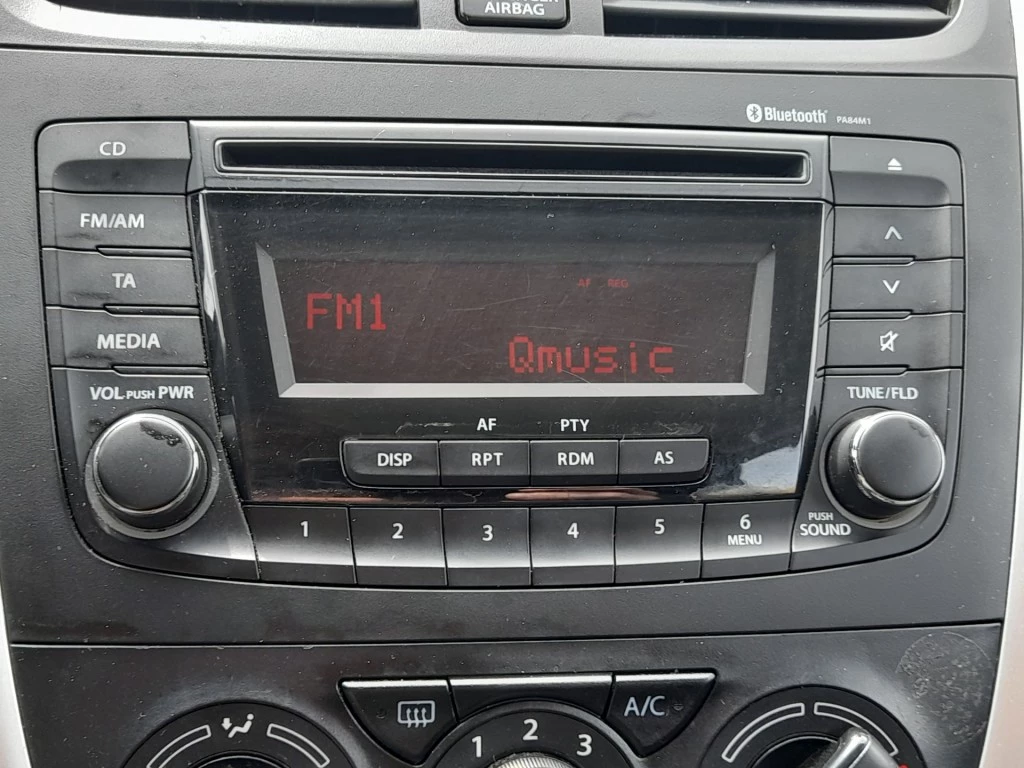 AIRBAG
Bluetooth PA84M1
CD
FM/AM
TA
MEDIA
VOL PUSH PWR
AF REG
FM1
Qmusic
TUNE/FLD
AF PTY
DISP RPT RDM AS
1 2 3 4 5 6
MENU
PUSH
SOUND
A/C
1 2 3